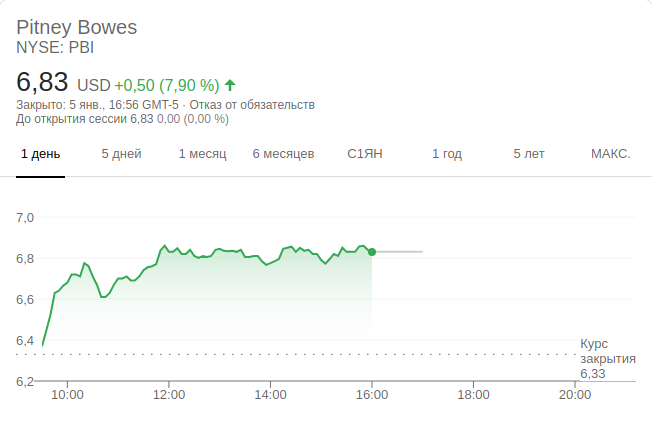 Pitney Bowes
NYSE: PBI
6,83 USD +0,50 (7,90 %)
Закрыто: 5 янв., 16:56 GMT-5 · Отказ от обязательств
До открытия сессии 6,83 0,00 (0,00 %)
1 день 5 дней 1 месяц 6 месяцев С1ЯН 1 год 5 лет МАКС.
7,0
6,8
6,6
6,4
Курс
закрытия
6,33
6,2
10:00 12:00 14:00 16:00 18:00 20:00